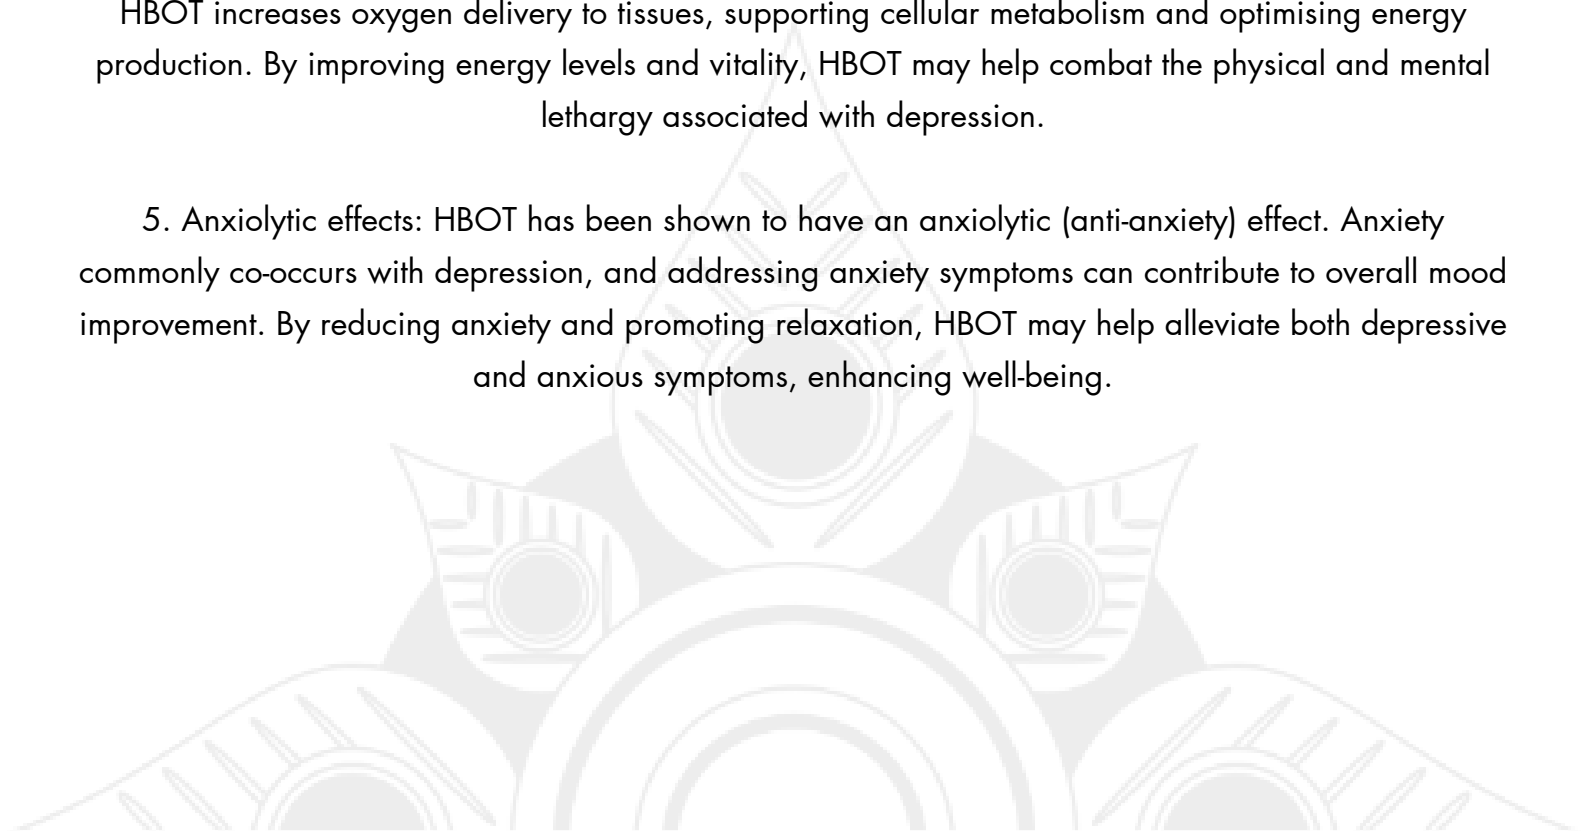 HBOT increases oxygen delivery to tissues, supporting cellular metabolism and optimising energy
production. By improving energy levels and vitality, HBOT may help combat the physical and mental
lethargy associated with depression.
5. Anxiolytic effects: HBOT has been shown to have an anxiolytic (anti-anxiety) effect. Anxiety
commonly co-occurs with depression, and addressing anxiety symptoms can contribute to overall mood
improvement. By reducing anxiety and promoting relaxation, HBOT may help alleviate both depressive
and anxious symptoms, enhancing well-being.